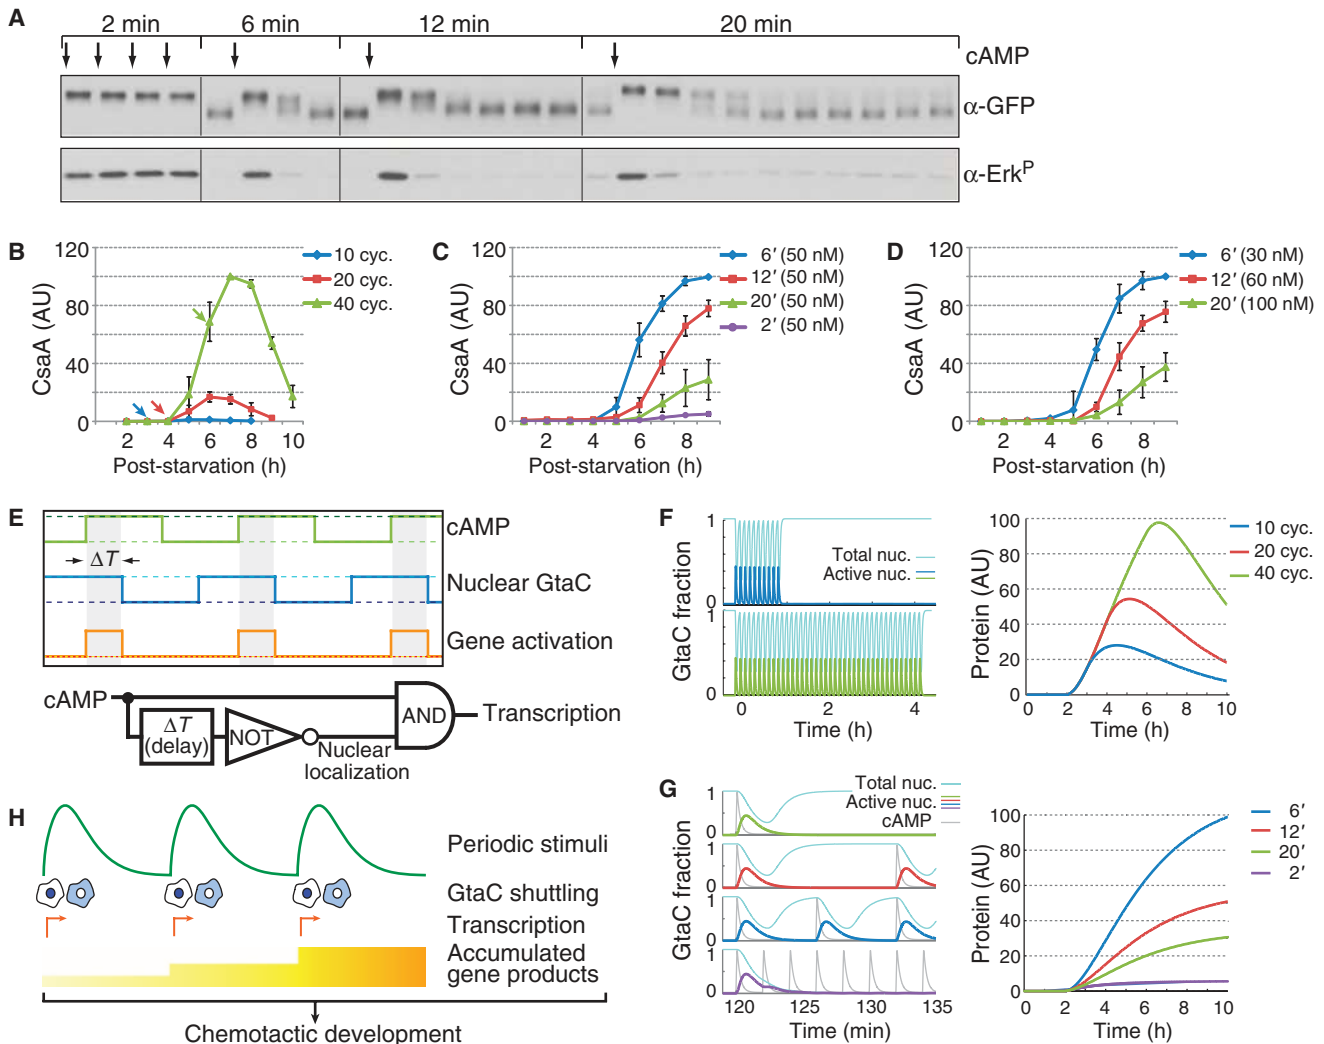 A
2 min
6 min
12 min
20 min
cAMP
α-GFP
α-Erkᴾ
B
120
80
40
0
CsaA (AU)
2 4 6 8 10
Post-starvation (h)
10 cyc.
20 cyc.
40 cyc.
C
120
80
40
0
CsaA (AU)
2 4 6 8
Post-starvation (h)
6′ (50 nM)
12′ (50 nM)
20′ (50 nM)
2′ (50 nM)
D
120
80
40
0
CsaA (AU)
2 4 6 8
Post-starvation (h)
6′ (30 nM)
12′ (60 nM)
20′ (100 nM)
E
cAMP
ΔT
Nuclear GtaC
Gene activation
cAMP
ΔT
(delay)
NOT
Nuclear
localization
AND
Transcription
F
GtaC fraction
1
0
1
0
Total nuc.
Active nuc.
0 2 4
Time (h)
Protein (AU)
100
80
60
40
20
0
0 2 4 6 8 10
Time (h)
10 cyc.
20 cyc.
40 cyc.
G
GtaC fraction
Total nuc.
Active nuc.
cAMP
1
0
1
0
1
0
1
0
120 125 130 135
Time (min)
Protein (AU)
100
80
60
40
20
0
0 2 4 6 8 10
Time (h)
6′
12′
20′
2′
H
Periodic stimuli
GtaC shuttling
Transcription
Accumulated
gene products
Chemotactic development